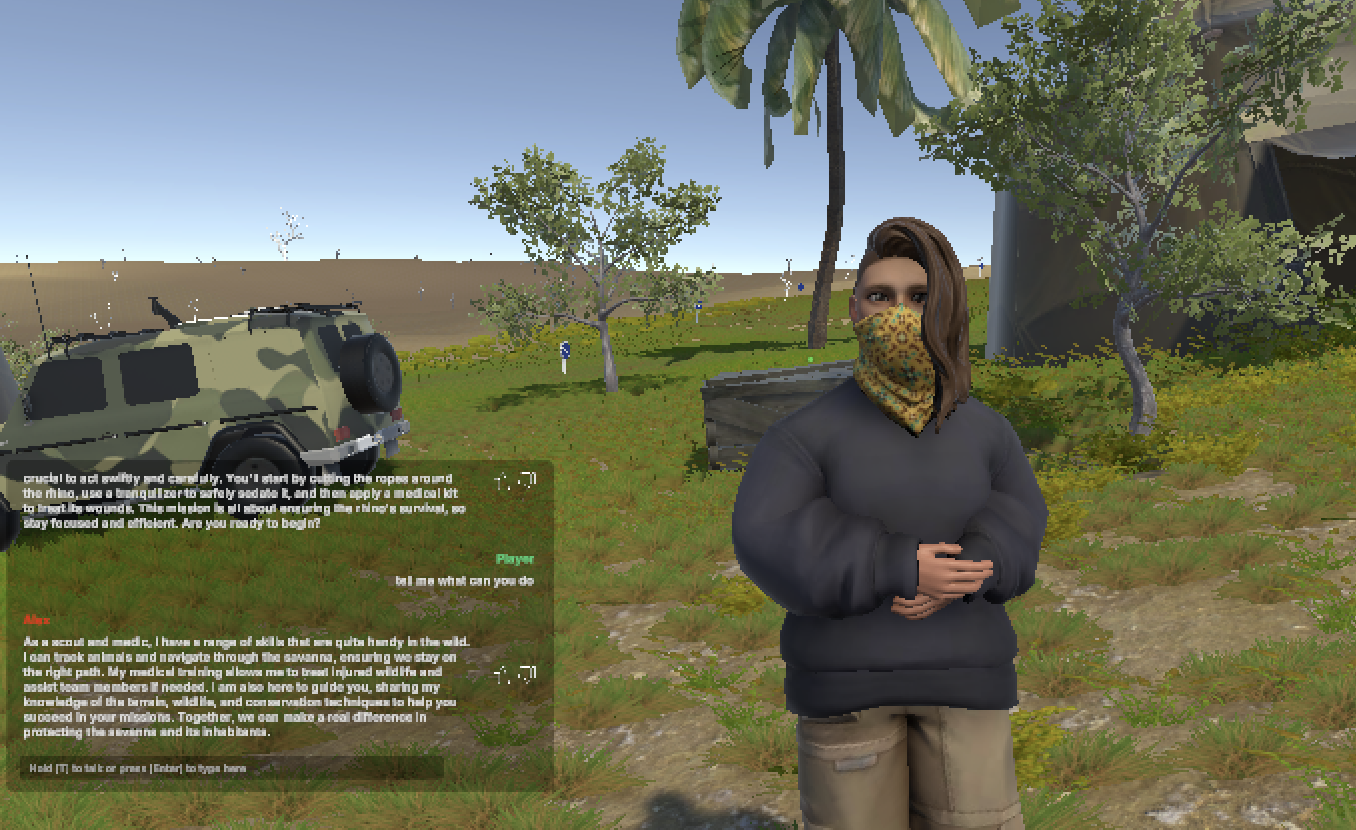 crucial to act swiftly and carefully. You'll start by cutting the ropes around
the rhino, use a tranquilizer to safely sedate it, and then apply a medical kit
to treat its wounds. This mission is all about ensuring the rhino's survival, so
stay focused and efficient. Are you ready to begin?
Player
tell me what can you do
Alex
As a scout and medic, I have a range of skills that are quite handy in the wild.
I can track animals and navigate through the savanna, ensuring we stay on
the right path. My medical training allows me to treat injured wildlife and
assist team members if needed. I am also here to guide you, sharing my
knowledge of the terrain, wildlife, and conservation techniques to help you
succeed in your missions. Together, we can make a real difference in
protecting the savanna and its inhabitants.
Hold [T] to talk or press [Enter] to type here